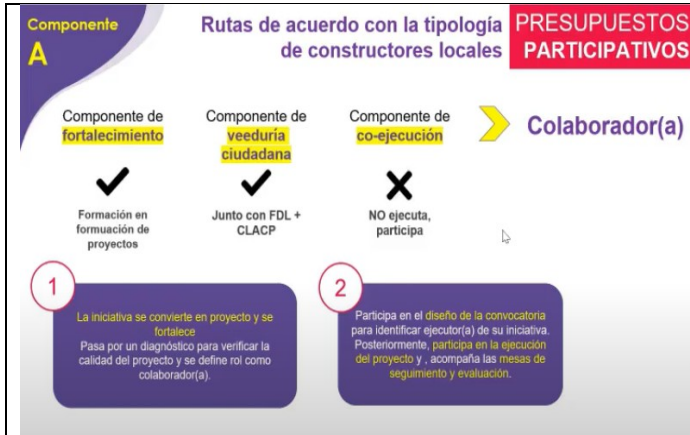 Componente
A
Rutas de acuerdo con la tipología
de constructores locales
PRESUPUESTOS
PARTICIPATIVOS
Componente de
fortalecimiento
Formación en
formuación de
proyectos
Componente de
veeduría
ciudadana
Junto con FDL +
CLACP
Componente de
co-ejecución
NO ejecuta,
participa
Colaborador(a)
1
La iniciativa se convierte en proyecto y se
fortalece
Pasa por un diagnóstico para verificar la
calidad del proyecto y se define rol como
colaborador(a).
2
Participa en el diseño de la convocatoria
para identificar ejecutor(a) de su iniciativa.
Posteriormente, participa en la ejecución
del proyecto y , acompaña las mesas de
seguimiento y evaluación.